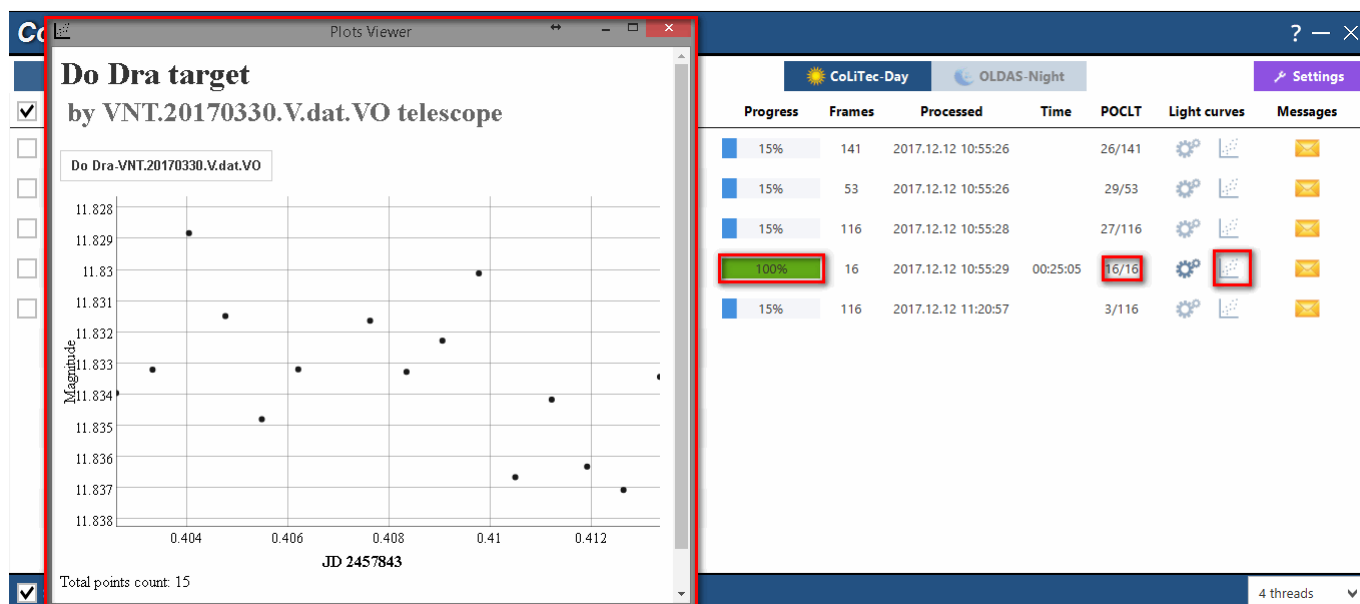 Co
Plots Viewer
Do Dra target
by VNT.20170330.V.dat.VO telescope
Do Dra-VNT.20170330.V.dat.VO
11.828
11.829
11.83
11.831
11.832
11.833
11.834
11.835
11.836
11.837
11.838
Magnitude
0.404 0.406 0.408 0.41 0.412
JD 2457843
Total points count: 15
? — ×
CoLiTec-Day OLDAS-Night Settings
Progress Frames Processed Time POCLT Light curves Messages
15% 141 2017.12.12 10:55:26 26/141
15% 53 2017.12.12 10:55:26 29/53
15% 116 2017.12.12 10:55:28 27/116
100% 16 2017.12.12 10:55:29 00:25:05 16/16
15% 116 2017.12.12 11:20:57 3/116
4 threads